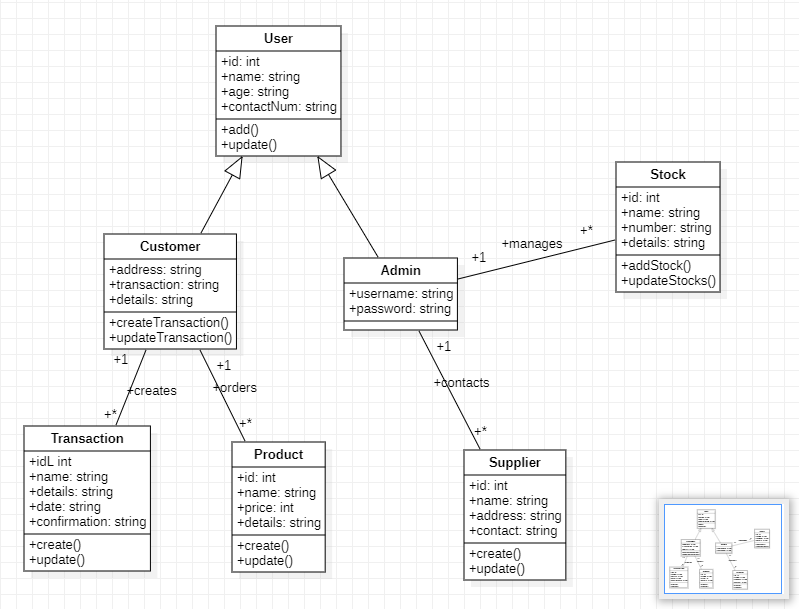 User
+id: int
+name: string
+age: string
+contactNum: string
+add()
+update()
Stock
+id: int
+name: string
+number: string
+details: string
+addStock()
+updateStocks()
+*
+manages
+1
Customer
+address: string
+transaction: string
+details: string
+createTransaction()
+updateTransaction()
Admin
+username: string
+password: string
+1
+creates
+*
+1
+orders
+*
+1
+contacts
+*
Transaction
+idL int
+name: string
+details: string
+date: string
+confirmation: string
+create()
+update()
Product
+id: int
+name: string
+price: int
+details: string
+create()
+update()
Supplier
+id: int
+name: string
+address: string
+contact: string
+create()
+update()